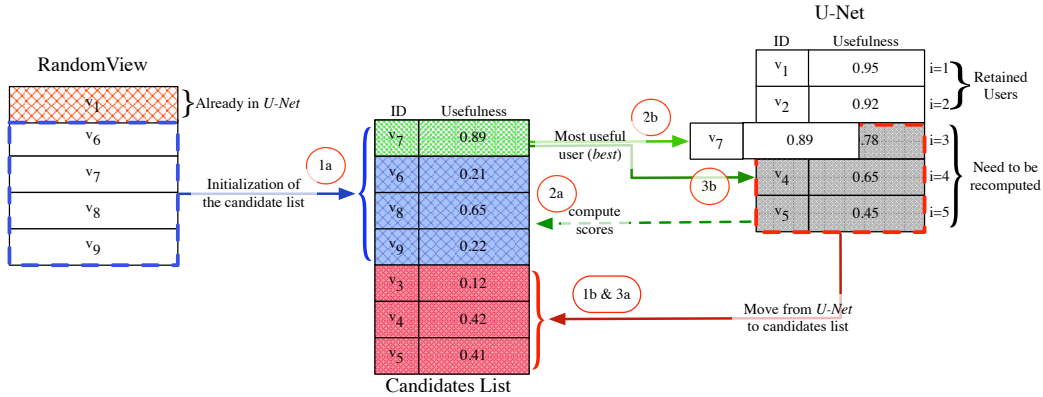 RandomView
v1
Already in U-Net
v6
v7
v8
v9
1a
Initialization of
the candidate list
ID Usefulness
v7 0.89
v6 0.21
v8 0.65
v9 0.22
v3 0.12
v4 0.42
v5 0.41
Candidates List
Most useful
user (best)
2b
3b
2a
compute
scores
1b & 3a
Move from U-Net
to candidates list
U-Net
ID Usefulness
v1 0.95 i=1
v2 0.92 i=2
Retained
Users
v7 0.89 .78 i=3
v4 0.65 i=4
v5 0.45 i=5
Need to be
recomputed